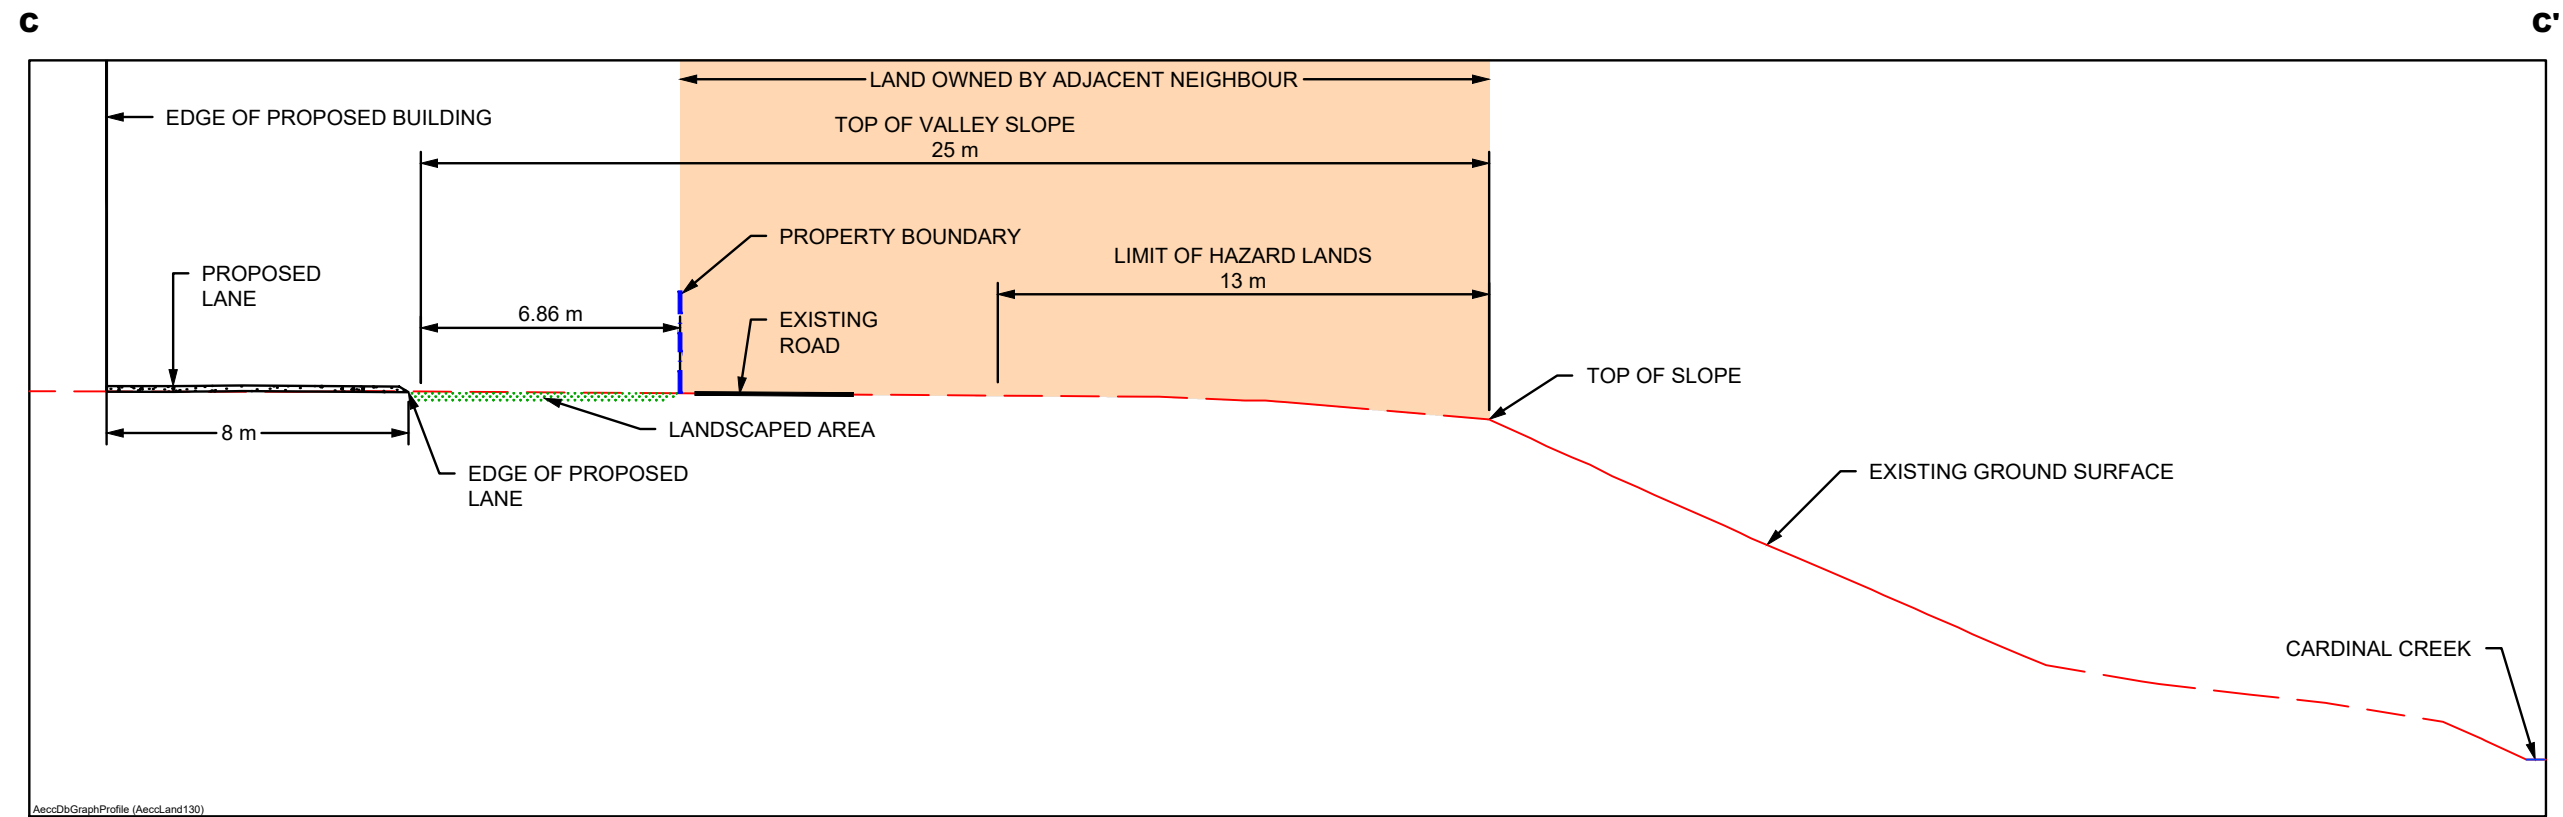 C
C'
LAND OWNED BY ADJACENT NEIGHBOUR
EDGE OF PROPOSED BUILDING
TOP OF VALLEY SLOPE
25 m
PROPERTY BOUNDARY
LIMIT OF HAZARD LANDS
13 m
PROPOSED
LANE
6.86 m
EXISTING
ROAD
TOP OF SLOPE
8 m
LANDSCAPED AREA
EDGE OF PROPOSED
LANE
EXISTING GROUND SURFACE
CARDINAL CREEK
AeccDbGraphProfile (AeccLand130)